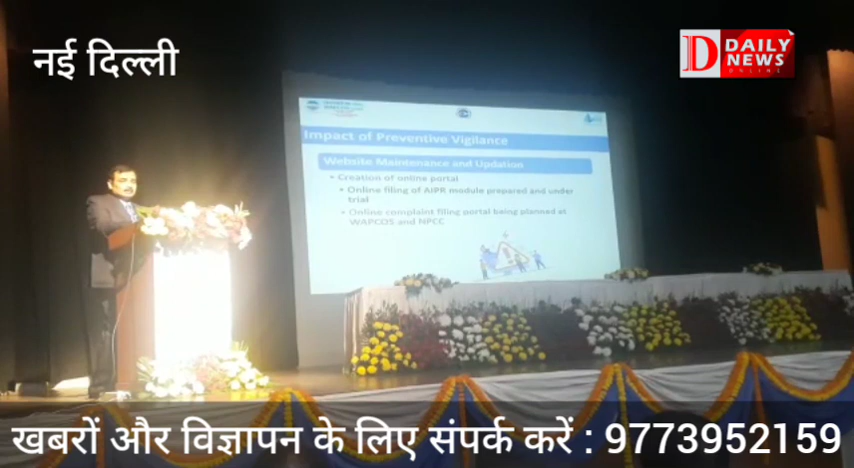 नई दिल्ली
D DAILY
NEWS
ONLINE
Impact of Preventive Vigilance
Website Maintenance and Updation
• Creation of online portal
• Online filing of AIPR module prepared and under
trial
• Online complaint filing portal being planned at
WAPCOS and NPCC
खबरों और विज्ञापन के लिए संपर्क करें : 9773952159